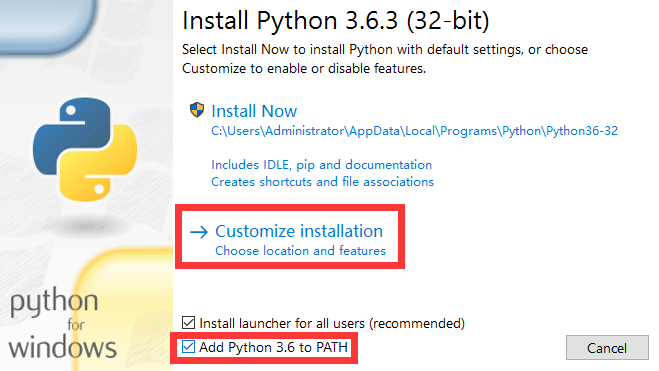 Install Python 3.6.3 (32-bit)
Select Install Now to install Python with default settings, or choose
Customize to enable or disable features.
Install Now
C:\Users\Administrator\AppData\Local\Programs\Python\Python36-32
Includes IDLE, pip and documentation
Creates shortcuts and file associations
→ Customize installation
Choose location and features
Install launcher for all users (recommended)
Add Python 3.6 to PATH
Cancel
python
for
windows